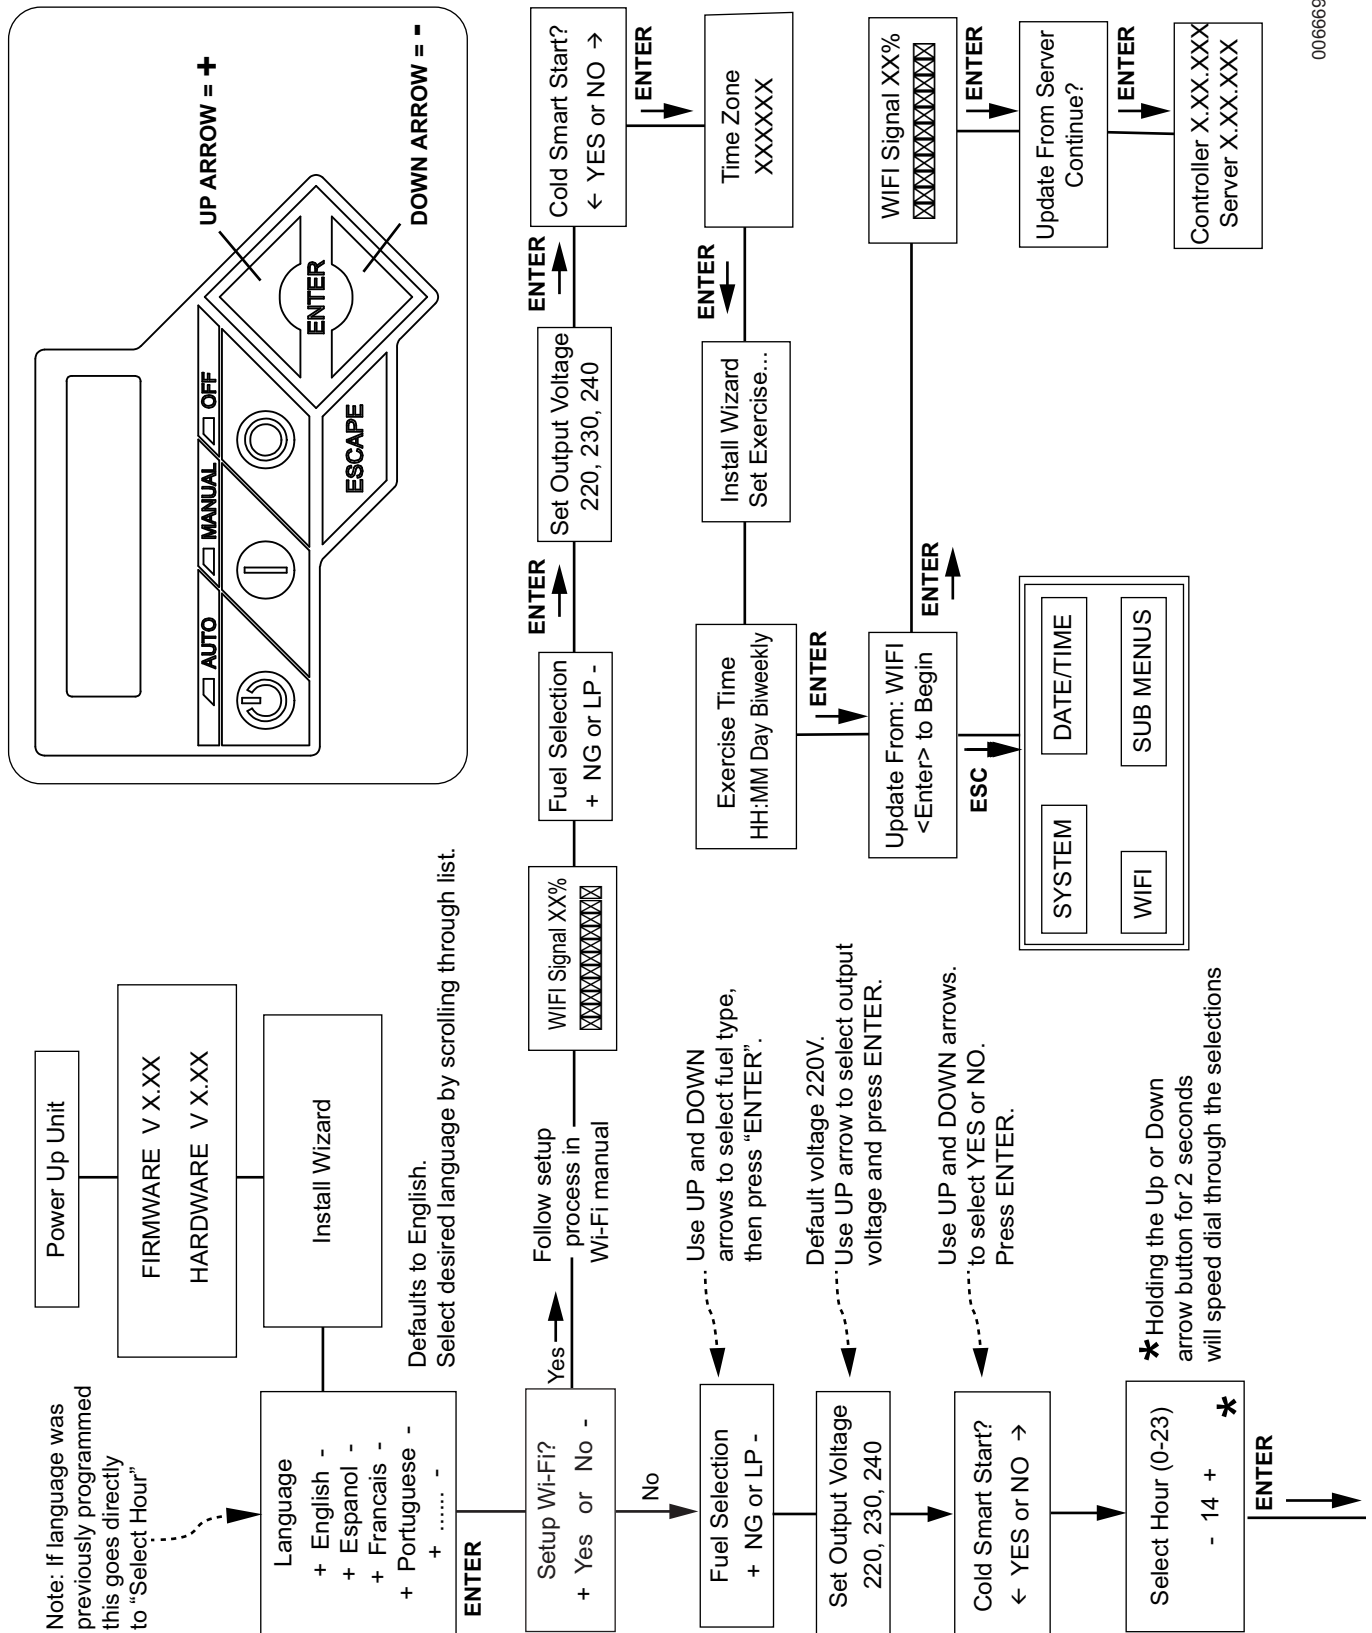 Power Up Unit
FIRMWARE V X.XX
HARDWARE V X.XX
Install Wizard
Note: If language was
previously programmed
this goes directly
to “Select Hour”
Language
+ English -
+ Espanol -
+ Francais -
+ Portuguese -
+ ...... -
ENTER
Defaults to English.
Select desired language by scrolling through list.
AUTO
MANUAL
OFF
ESCAPE
ENTER
UP ARROW = +
DOWN ARROW = -
Setup Wi-Fi?
+ Yes or No -
Yes
Follow setup
process in
Wi-Fi manual
WIFI Signal XX%
Fuel Selection
+ NG or LP -
ENTER
Set Output Voltage
220, 230, 240
ENTER
Cold Smart Start?
← YES or NO →
ENTER
Time Zone
XXXXXX
ENTER
Install Wizard
Set Exercise...
Exercise Time
HH:MM Day Biweekly
ENTER
Update From: WIFI
<Enter> to Begin
ENTER
WIFI Signal XX%
ENTER
Update From Server
Continue?
ENTER
Controller X.XX.XXX
Server X.XX.XXX
ESC
SYSTEM
DATE/TIME
WIFI
SUB MENUS
No
Fuel Selection
+ NG or LP -
Use UP and DOWN
arrows to select fuel type,
then press “ENTER”.
Set Output Voltage
220, 230, 240
Default voltage 220V.
Use UP arrow to select output
voltage and press ENTER.
Cold Smart Start?
← YES or NO →
Use UP and DOWN arrows.
to select YES or NO.
Press ENTER.
Select Hour (0-23)
- 14 +
*
*Holding the Up or Down
arrow button for 2 seconds
will speed dial through the selections
ENTER
006669